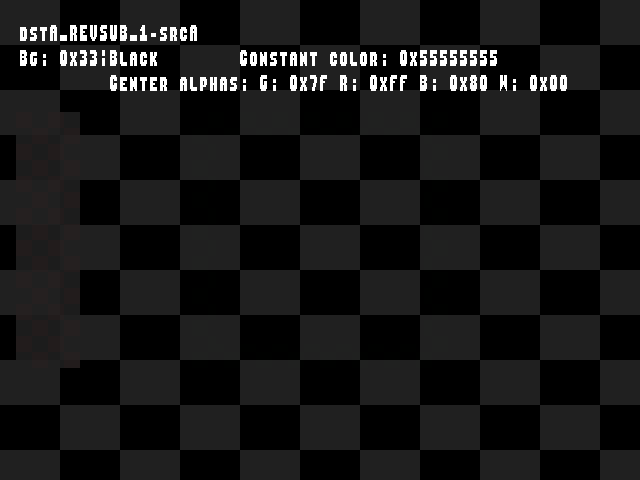 dstA_REVSUB_1-srcA
Bg: 0x33|Black Constant color: 0x55555555
Center alphas: G: 0x7f R: 0xff B: 0x80 W: 0x00